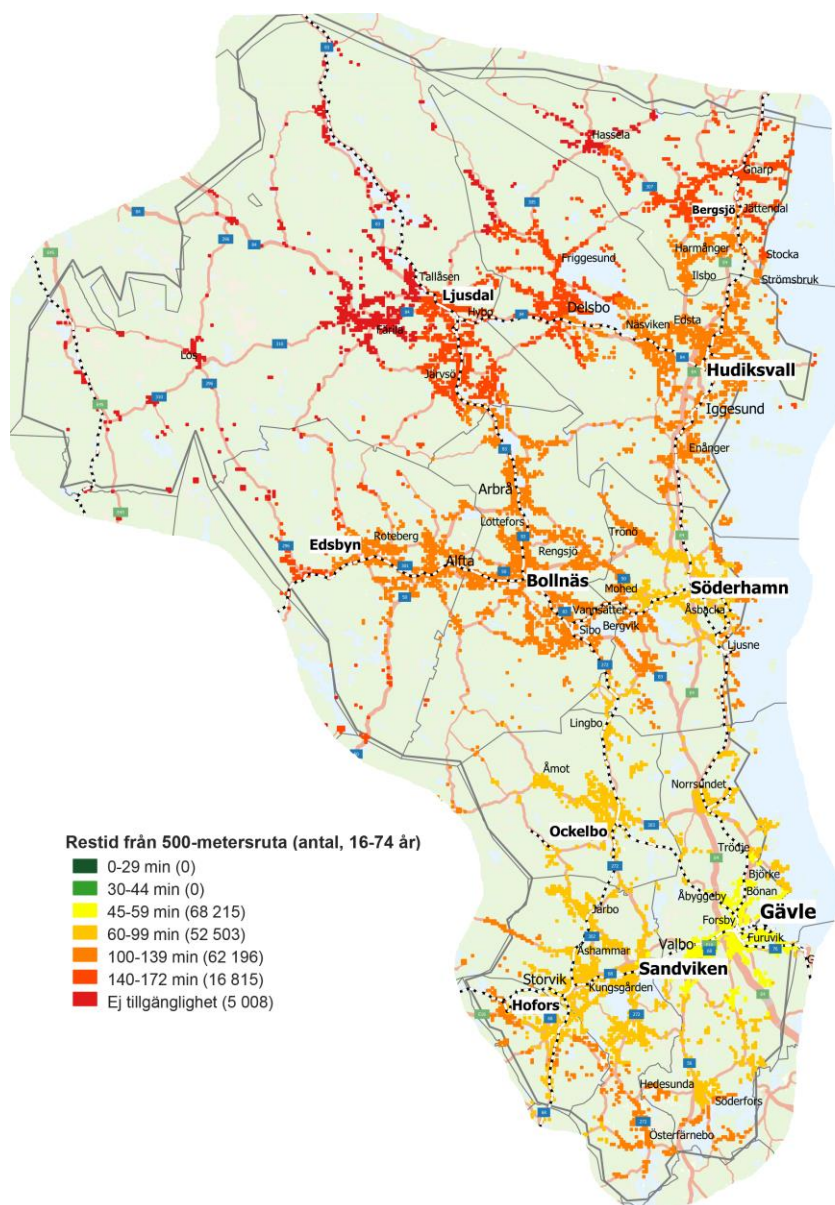 Hassela
Gnarp
Bergsjö
Jättendal
Harmånger
Stocka
Ilsbo
Strömsbruk
Friggesund
Tallåsen
Ljusdal
Hybo
Delsbo
Näsviken
Edsta
Färila
Los
Hudiksvall
Järvsö
Iggesund
Enånger
Arbrå
Lottefors
Trönö
Edsbyn
Roteberg
Rengsjö
Alfta
Bollnäs
Mohed
Söderhamn
Vannsätter
Åsbacka
Sibo
Bergvik
Ljusne
Lingbo
Åmot
Norrsundet
Ockelbo
Trödje
Restid från 500-metersruta (antal, 16-74 år)
0-29 min (0)
30-44 min (0)
45-59 min (68 215)
60-99 min (52 503)
100-139 min (62 196)
140-172 min (16 815)
Ej tillgänglighet (5 008)
Björke
Åbyggeby
Bönan
Gävle
Järbo
Forsby
Furuvik
Åshammar
Valbo
Storvik
Sandviken
Kungsgården
Hofors
Hedesunda
Söderfors
Österfärnebo